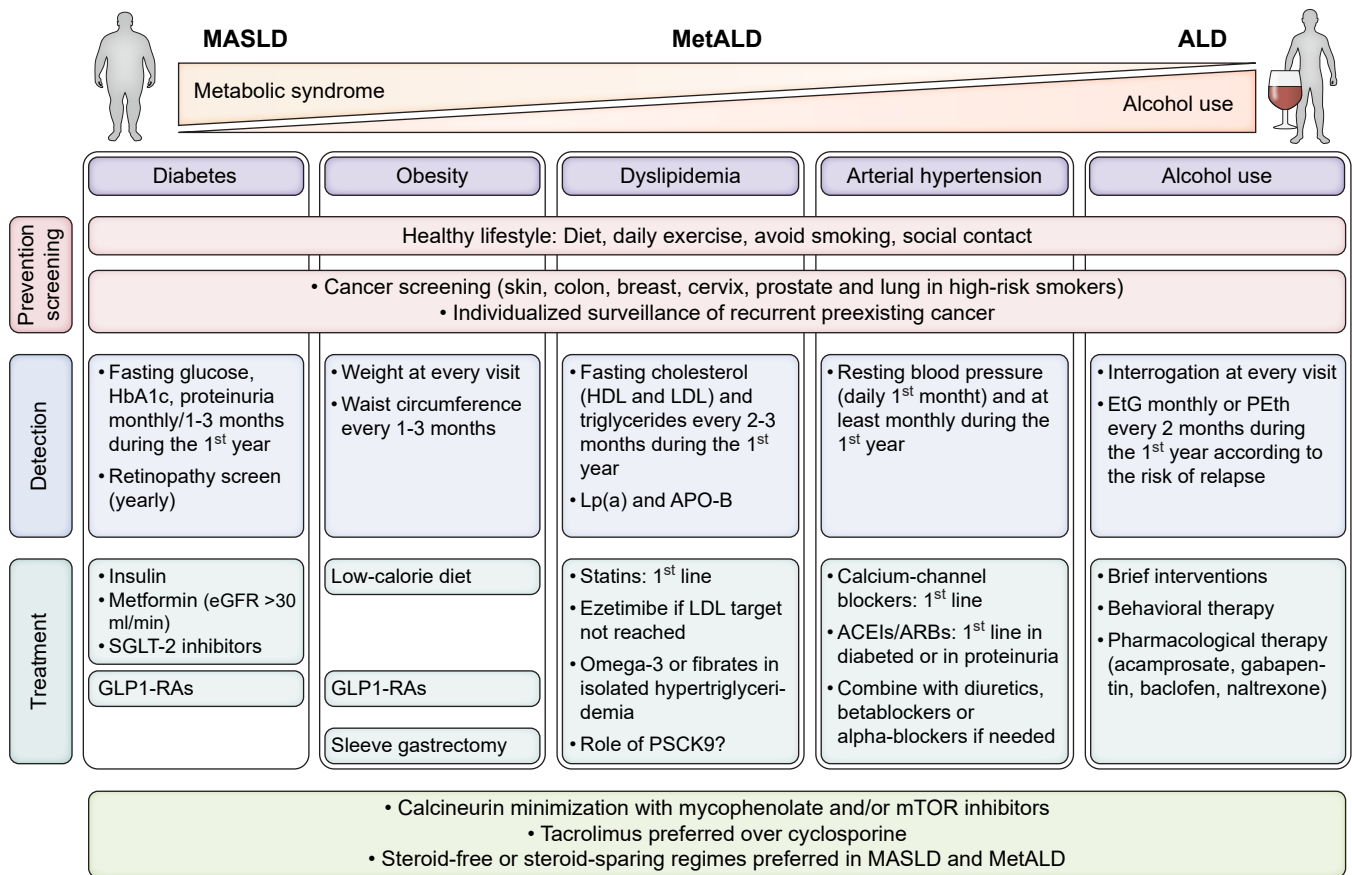 MASLD
MetALD
ALD
Metabolic syndrome
Alcohol use
Diabetes
Obesity
Dyslipidemia
Arterial hypertension
Alcohol use
Prevention
screening
Healthy lifestyle: Diet, daily exercise, avoid smoking, social contact
• Cancer screening (skin, colon, breast, cervix, prostate and lung in high-risk smokers)
• Individualized surveillance of recurrent preexisting cancer
Detection
• Fasting glucose,
HbA1c, proteinuria
monthly/1-3 months
during the 1st year
• Retinopathy screen
(yearly)
• Weight at every visit
• Waist circumference
every 1-3 months
• Fasting cholesterol
(HDL and LDL) and
triglycerides every 2-3
months during the 1st
year
• Lp(a) and APO-B
• Resting blood pressure
(daily 1st montht) and at
least monthly during the
1st year
• Interrogation at every visit
• EtG monthly or PEth
every 2 months during
the 1st year according to
the risk of relapse
Treatment
• Insulin
• Metformin (eGFR >30
ml/min)
• SGLT-2 inhibitors
GLP1-RAs
Low-calorie diet
GLP1-RAs
Sleeve gastrectomy
• Statins: 1st line
• Ezetimibe if LDL target
not reached
• Omega-3 or fibrates in
isolated hypertriglyceri-
demia
• Role of PSCK9?
• Calcium-channel
blockers: 1st line
• ACEIs/ARBs: 1st line in
diabeted or in proteinuria
• Combine with diuretics,
betablockers or
alpha-blockers if needed
• Brief interventions
• Behavioral therapy
• Pharmacological therapy
(acamprosate, gabapen-
tin, baclofen, naltrexone)
• Calcineurin minimization with mycophenolate and/or mTOR inhibitors
• Tacrolimus preferred over cyclosporine
• Steroid-free or steroid-sparing regimes preferred in MASLD and MetALD